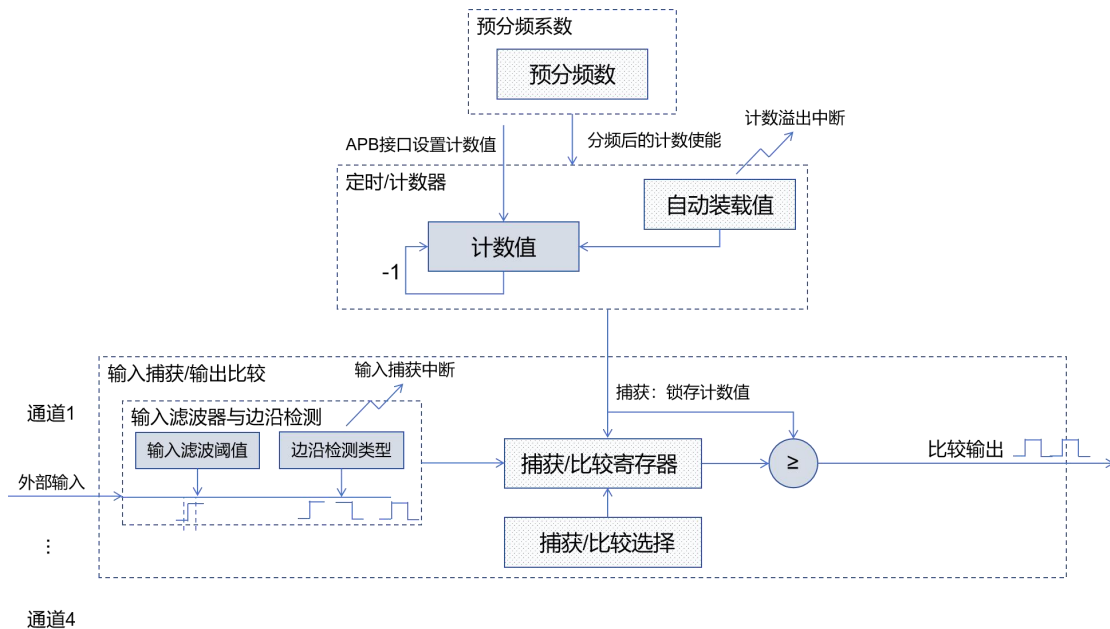 预分频系数
预分频数
计数溢出中断
APB接口设置计数值
分频后的计数使能
定时/计数器
自动装载值
计数值
-1
输入捕获/输出比较
输入捕获中断
捕获：锁存计数值
通道1
输入滤波器与边沿检测
输入滤波阈值
边沿检测类型
捕获/比较寄存器
≥
比较输出
外部输入
捕获/比较选择
⋮
通道4